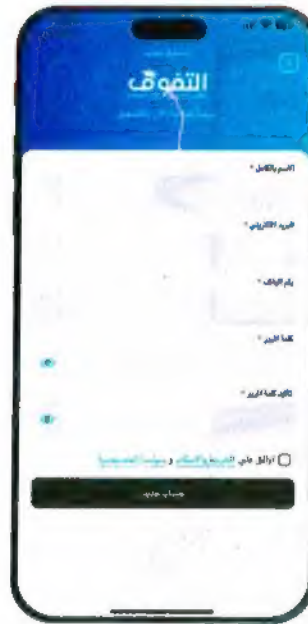 التفوق
الاسم بالكامل *
البريد الالكتروني *
رقم الهاتف *
كلمة المرور *
تأكيد كلمة المرور *
اوافق على الشروط والأحكام و سياسة الخصوصية
حساب جديد